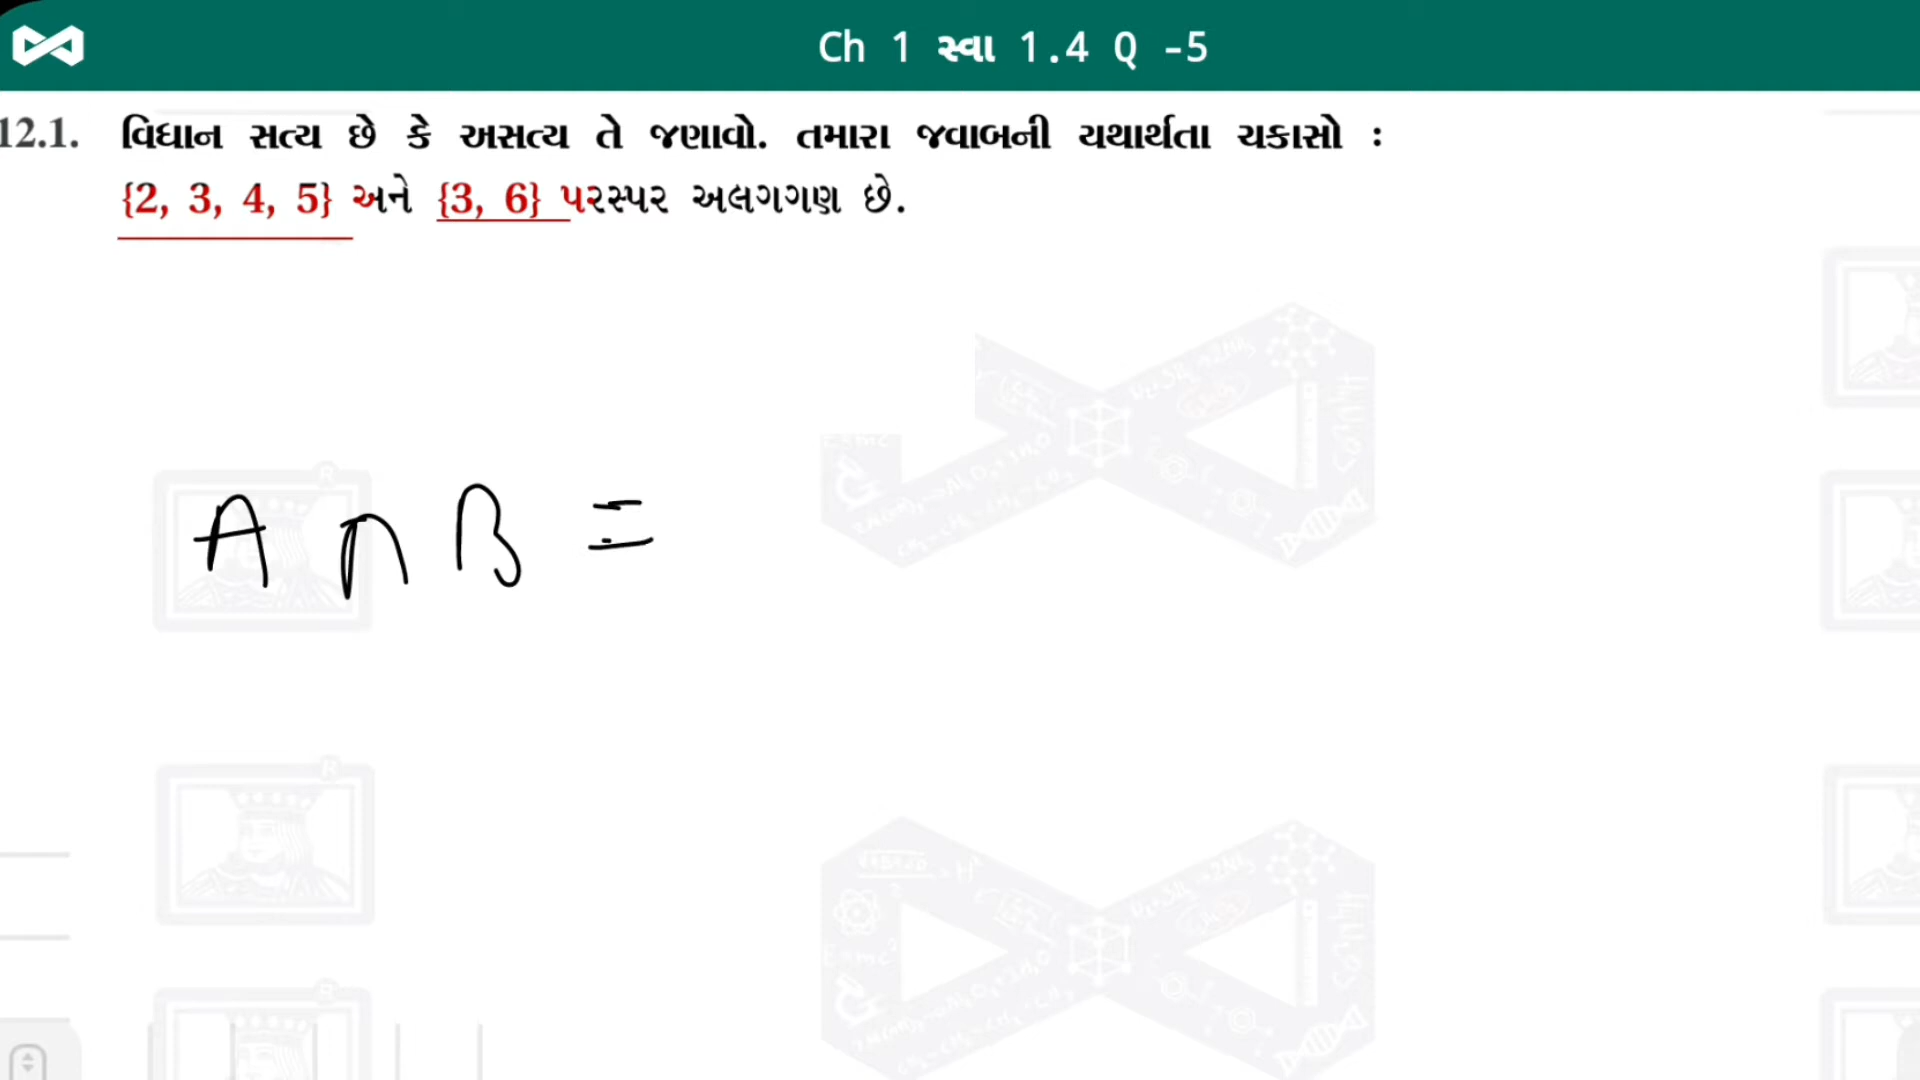 Ch 1 સ્વા 1.4 Q -5
12.1. વિધાન સત્ય છે કે અસત્ય તે જણાવો. તમારા જવાબની યથાર્થતા ચકાસો :
{2, 3, 4, 5} અને {3, 6} પરસ્પર અલગગણ છે.
A ∩ B =